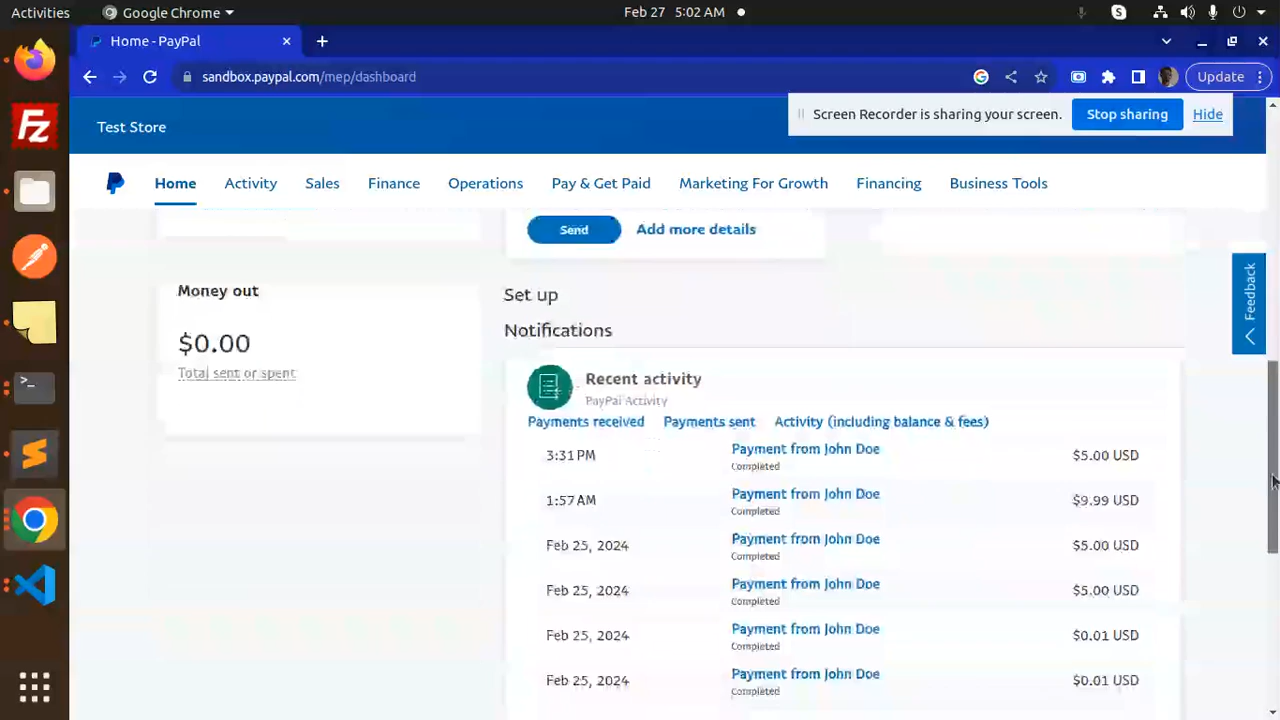 Activities
Google Chrome
Feb 27 5:02 AM
Home - PayPal
sandbox.paypal.com/mep/dashboard
Update
Test Store
Screen Recorder is sharing your screen.
Stop sharing
Hide
Home
Activity
Sales
Finance
Operations
Pay & Get Paid
Marketing For Growth
Financing
Business Tools
Send
Add more details
Feedback
Money out
$0.00
Total sent or spent
Set up
Notifications
Recent activity
PayPal Activity
Payments received
Payments sent
Activity (including balance & fees)
3:31 PM
Payment from John Doe
Completed
$5.00 USD
1:57 AM
Payment from John Doe
Completed
$9.99 USD
Feb 25, 2024
Payment from John Doe
Completed
$5.00 USD
Feb 25, 2024
Payment from John Doe
Completed
$5.00 USD
Feb 25, 2024
Payment from John Doe
Completed
$0.01 USD
Feb 25, 2024
Payment from John Doe
Completed
$0.01 USD